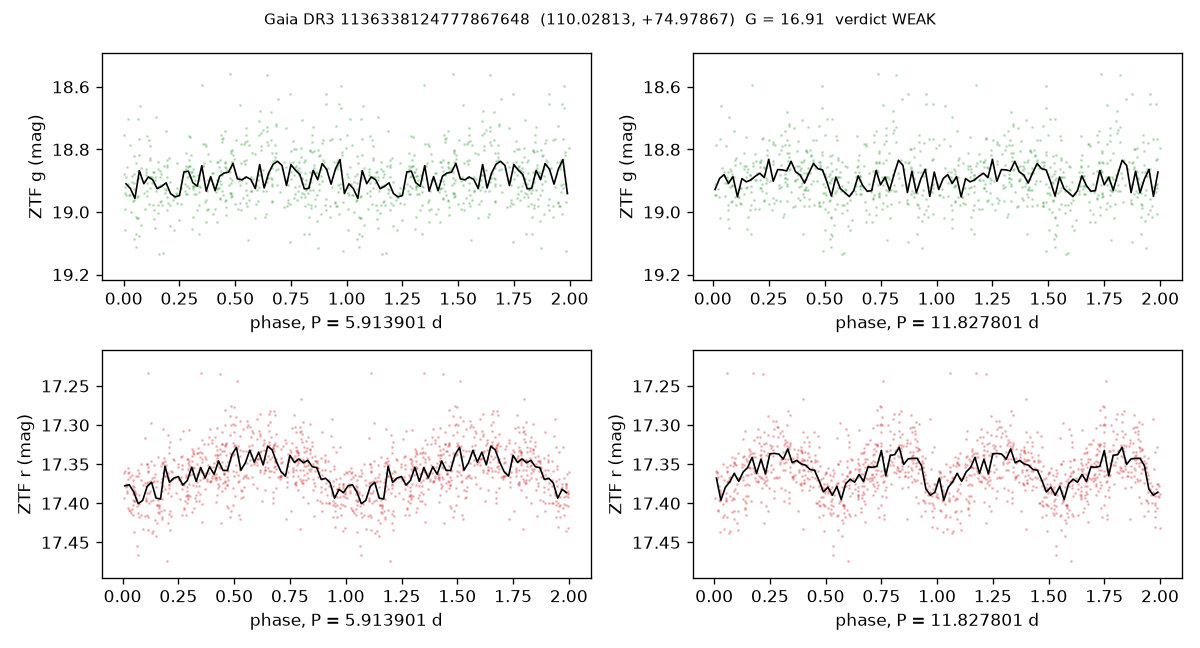 Gaia DR3 1136338124777867648 (110.02813, +74.97867) G = 16.91 verdict WEAK
ZTF g (mag)
18.6
18.8
19.0
19.2
0.00 0.25 0.50 0.75 1.00 1.25 1.50 1.75 2.00
phase, P = 5.913901 d
ZTF g (mag)
18.6
18.8
19.0
19.2
0.00 0.25 0.50 0.75 1.00 1.25 1.50 1.75 2.00
phase, P = 11.827801 d
ZTF r (mag)
17.25
17.30
17.35
17.40
17.45
0.00 0.25 0.50 0.75 1.00 1.25 1.50 1.75 2.00
phase, P = 5.913901 d
ZTF r (mag)
17.25
17.30
17.35
17.40
17.45
0.00 0.25 0.50 0.75 1.00 1.25 1.50 1.75 2.00
phase, P = 11.827801 d